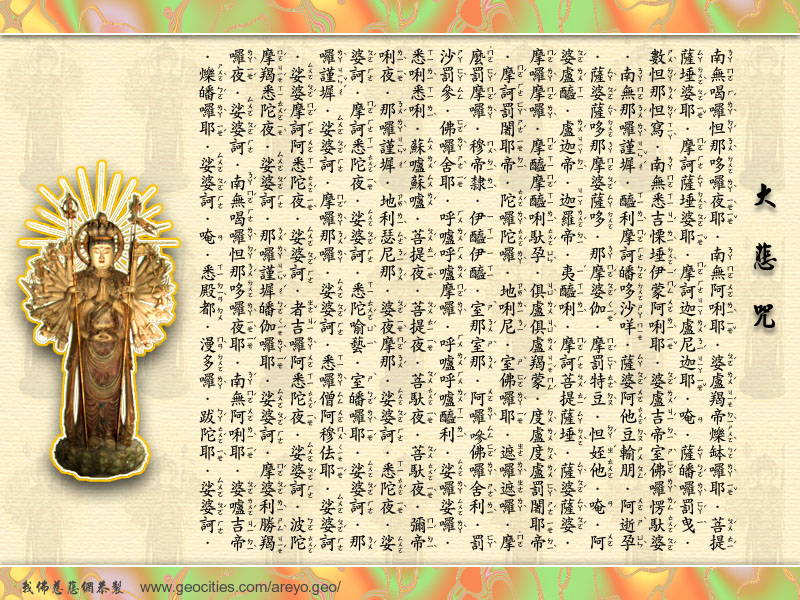 大悲咒
南無喝囉怛那哆囉夜耶．南無阿唎耶．婆盧羯帝爍缽囉耶．菩提
薩埵婆耶．摩訶薩埵婆耶．摩訶迦盧尼迦耶．唵．薩皤囉罰曳．
數怛那怛寫．南無悉吉慄埵伊蒙阿唎耶．婆盧吉帝室佛囉愣馱婆
．南無那囉謹墀．醯利摩訶皤哆沙咩．薩婆阿他豆輸朋．阿逝孕
．薩婆薩哆那摩婆薩哆．那摩婆伽．摩罰特豆．怛姪他．唵．阿
婆盧醯．盧迦帝．迦羅帝．夷醯唎．摩訶菩提薩埵．薩婆薩婆．
摩囉摩囉．摩醯摩醯唎馱孕．俱盧俱盧羯蒙．度盧度盧罰闍耶帝
．摩訶罰闍耶帝．陀囉陀囉．地唎尼．室佛囉耶．遮囉遮囉．摩
麼罰摩囉．穆帝隸．伊醯伊醯．室那室那．阿囉嘇佛囉舍利．罰
沙罰參．佛囉舍耶．呼嚧呼嚧摩囉．呼嚧呼嚧醯利．娑囉娑囉．
悉唎悉唎．蘇嚧蘇嚧．菩提夜．菩提夜．菩馱夜．菩馱夜．彌帝
唎夜．那囉謹墀．地利瑟尼那．婆夜摩那．娑婆訶．悉陀夜．娑
婆訶．摩訶悉陀夜．娑婆訶．悉陀喻藝．室皤囉耶．娑婆訶．那
囉謹墀．娑婆訶．摩囉那囉．娑婆訶．悉囉僧阿穆佉耶．娑婆訶
．娑婆摩訶阿悉陀夜．娑婆訶．者吉囉阿悉陀夜．娑婆訶．波陀
摩羯悉陀夜．娑婆訶．那囉謹墀皤伽囉耶．娑婆訶．摩婆利勝羯
囉夜．娑婆訶．南無喝囉怛那哆囉夜耶．南無阿唎耶．婆嚧吉帝
．爍皤囉耶．娑婆訶．唵．悉殿都．漫多囉．跋陀耶．娑婆訶．
我佛慈悲網恭製 www.geocities.com/areyo.geo/